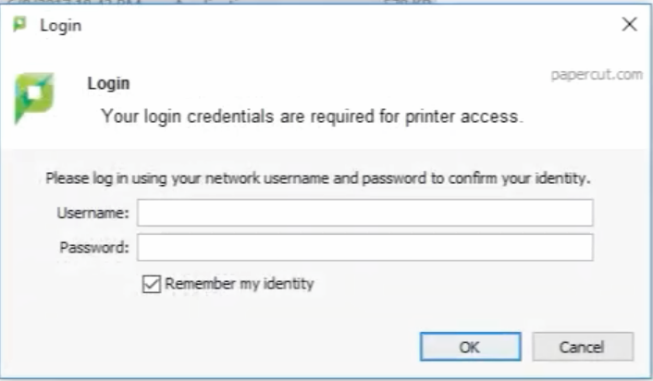 Login
Login
papercut.com
Your login credentials are required for printer access.
Please log in using your network username and password to confirm your identity.
Username:
Password:
Remember my identity
OK Cancel